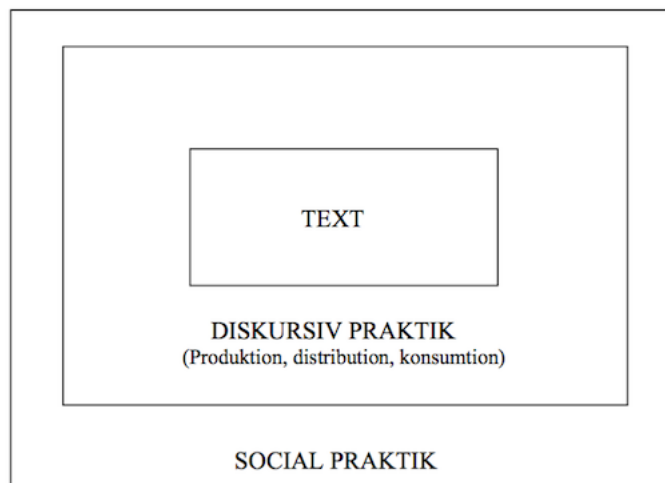 TEXT
DISKURSIV PRAKTIK
(Produktion, distribution, konsumtion)
SOCIAL PRAKTIK